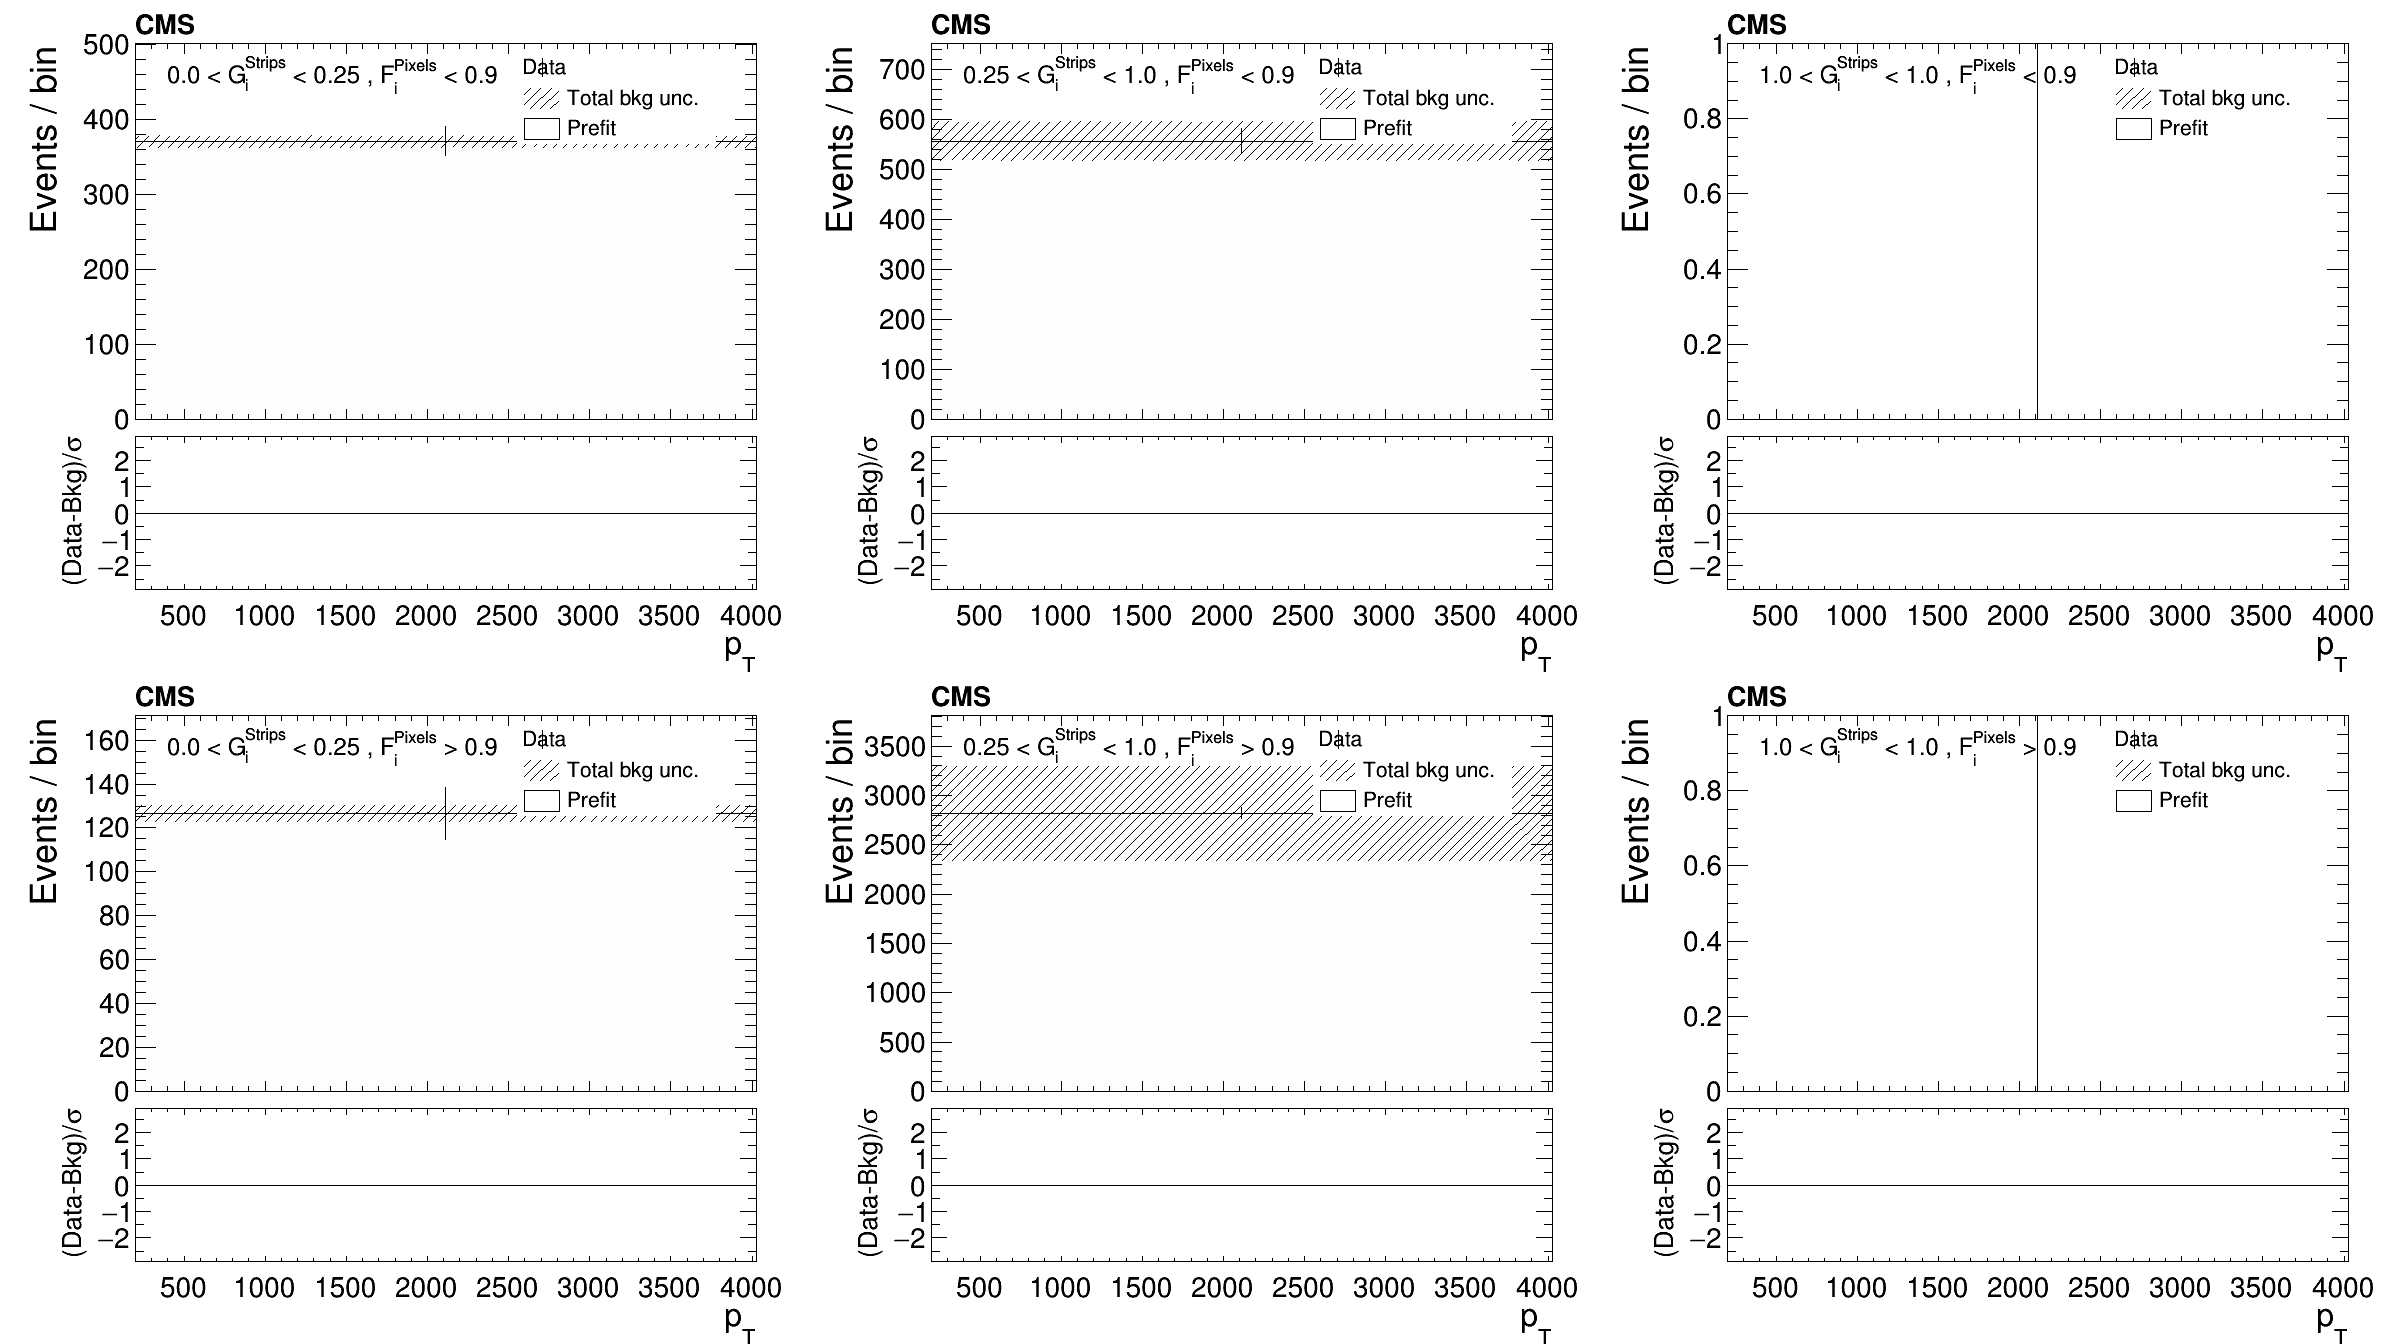 CMS
Events / bin
500
400
300
200
100
0
0.0 < G_i^Strips < 0.25 , F_i^Pixels < 0.9
Data
Total bkg unc.
Prefit
(Data-Bkg)/σ
2
1
0
−1
−2
500 1000 1500 2000 2500 3000 3500 4000
p_T
CMS
Events / bin
700
600
500
400
300
200
100
0
0.25 < G_i^Strips < 1.0 , F_i^Pixels < 0.9
Data
Total bkg unc.
Prefit
(Data-Bkg)/σ
2
1
0
−1
−2
500 1000 1500 2000 2500 3000 3500 4000
p_T
CMS
Events / bin
1
0.8
0.6
0.4
0.2
0
1.0 < G_i^Strips < 1.0 , F_i^Pixels < 0.9
Data
Total bkg unc.
Prefit
(Data-Bkg)/σ
2
1
0
−1
−2
500 1000 1500 2000 2500 3000 3500 4000
p_T
CMS
Events / bin
160
140
120
100
80
60
40
20
0
0.0 < G_i^Strips < 0.25 , F_i^Pixels > 0.9
Data
Total bkg unc.
Prefit
(Data-Bkg)/σ
2
1
0
−1
−2
500 1000 1500 2000 2500 3000 3500 4000
p_T
CMS
Events / bin
3500
3000
2500
2000
1500
1000
500
0
0.25 < G_i^Strips < 1.0 , F_i^Pixels > 0.9
Data
Total bkg unc.
Prefit
(Data-Bkg)/σ
2
1
0
−1
−2
500 1000 1500 2000 2500 3000 3500 4000
p_T
CMS
Events / bin
1
0.8
0.6
0.4
0.2
0
1.0 < G_i^Strips < 1.0 , F_i^Pixels > 0.9
Data
Total bkg unc.
Prefit
(Data-Bkg)/σ
2
1
0
−1
−2
500 1000 1500 2000 2500 3000 3500 4000
p_T